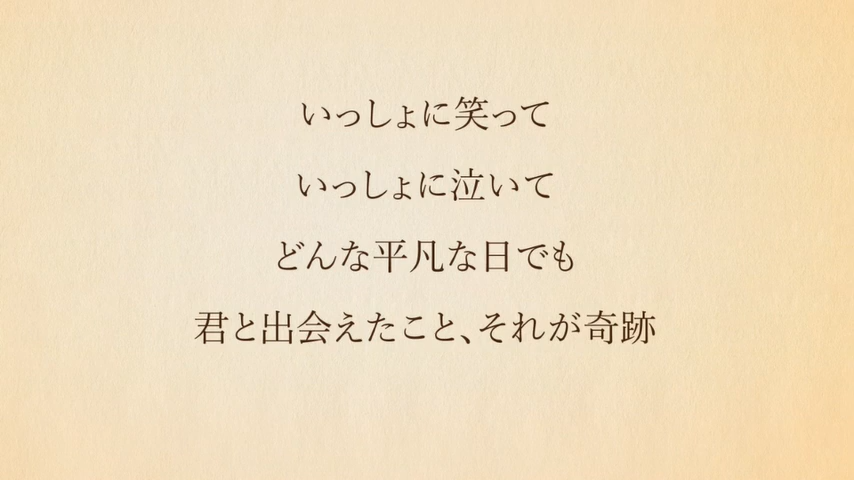 いっしょに笑って
いっしょに泣いて
どんな平凡な日でも
君と出会えたこと、それが奇跡